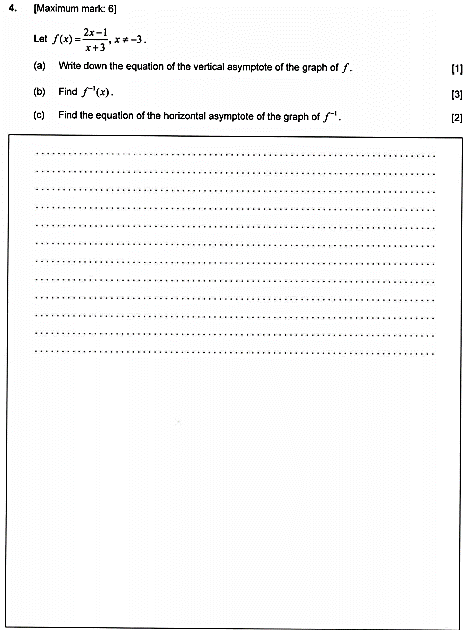 4. [Maximum mark: 6]
Let f(x) = \frac{2x-1}{x+3}, x ≠ -3.
(a) Write down the equation of the vertical asymptote of the graph of f. [1]
(b) Find f⁻¹(x). [3]
(c) Find the equation of the horizontal asymptote of the graph of f⁻¹. [2]